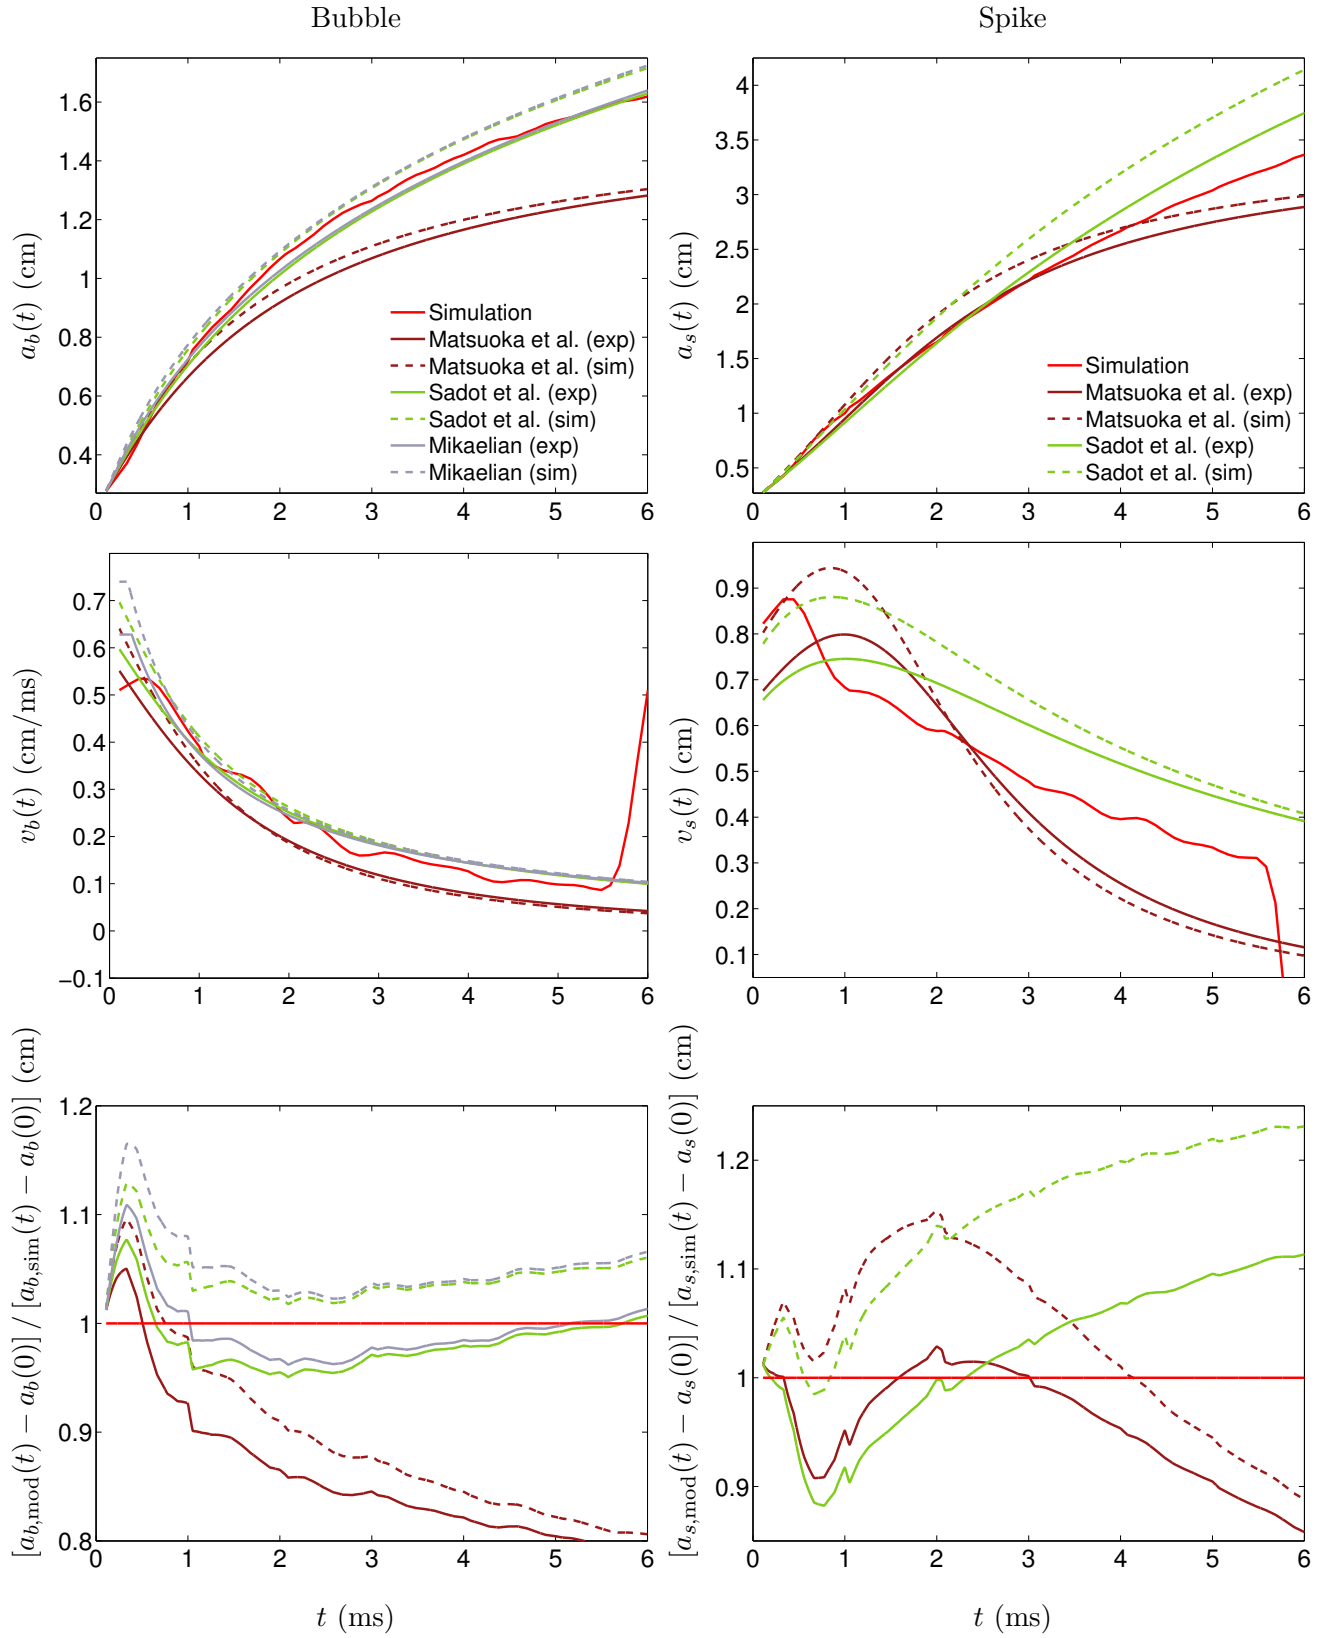 Bubble
Spike
a_b(t) (cm)
1.6
1.4
1.2
1
0.8
0.6
0.4
0 1 2 3 4 5 6
Simulation
Matsuoka et al. (exp)
Matsuoka et al. (sim)
Sadot et al. (exp)
Sadot et al. (sim)
Mikaelian (exp)
Mikaelian (sim)
a_s(t) (cm)
4
3.5
3
2.5
2
1.5
1
0.5
0 1 2 3 4 5 6
Simulation
Matsuoka et al. (exp)
Matsuoka et al. (sim)
Sadot et al. (exp)
Sadot et al. (sim)
v_b(t) (cm/ms)
0.7
0.6
0.5
0.4
0.3
0.2
0.1
0
−0.1
0 1 2 3 4 5 6
v_s(t) (cm)
0.9
0.8
0.7
0.6
0.5
0.4
0.3
0.2
0.1
0 1 2 3 4 5 6
[a_{b,mod}(t) − a_b(0)] / [a_{b,sim}(t) − a_b(0)] (cm)
1.2
1.1
1
0.9
0.8
0 1 2 3 4 5 6
t (ms)
[a_{s,mod}(t) − a_s(0)] / [a_{s,sim}(t) − a_s(0)] (cm)
1.2
1.1
1
0.9
0 1 2 3 4 5 6
t (ms)